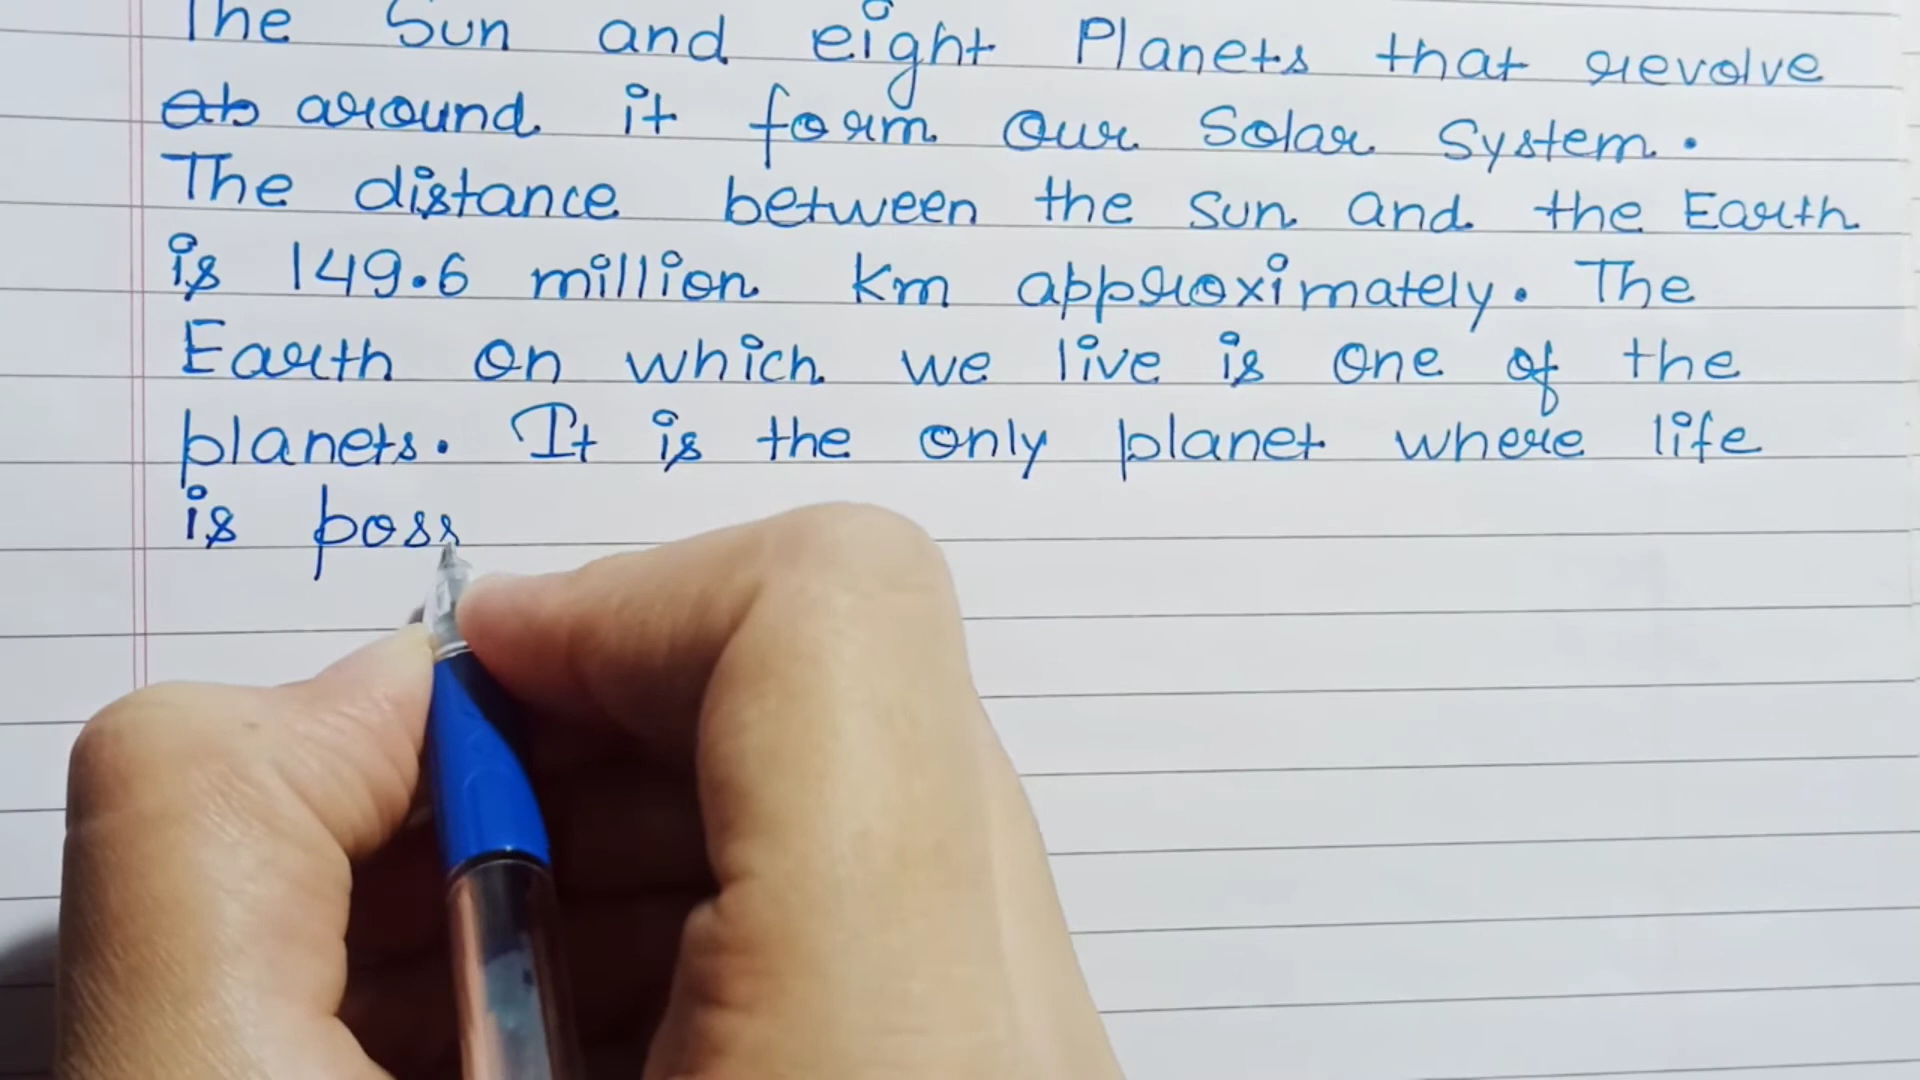 The Sun and eight Planets that revolve
ab around it form our Solar System.
The distance between the Sun and the Earth
is 149.6 million km approximately. The
Earth on which we live is one of the
planets. It is the only planet where life
is poss